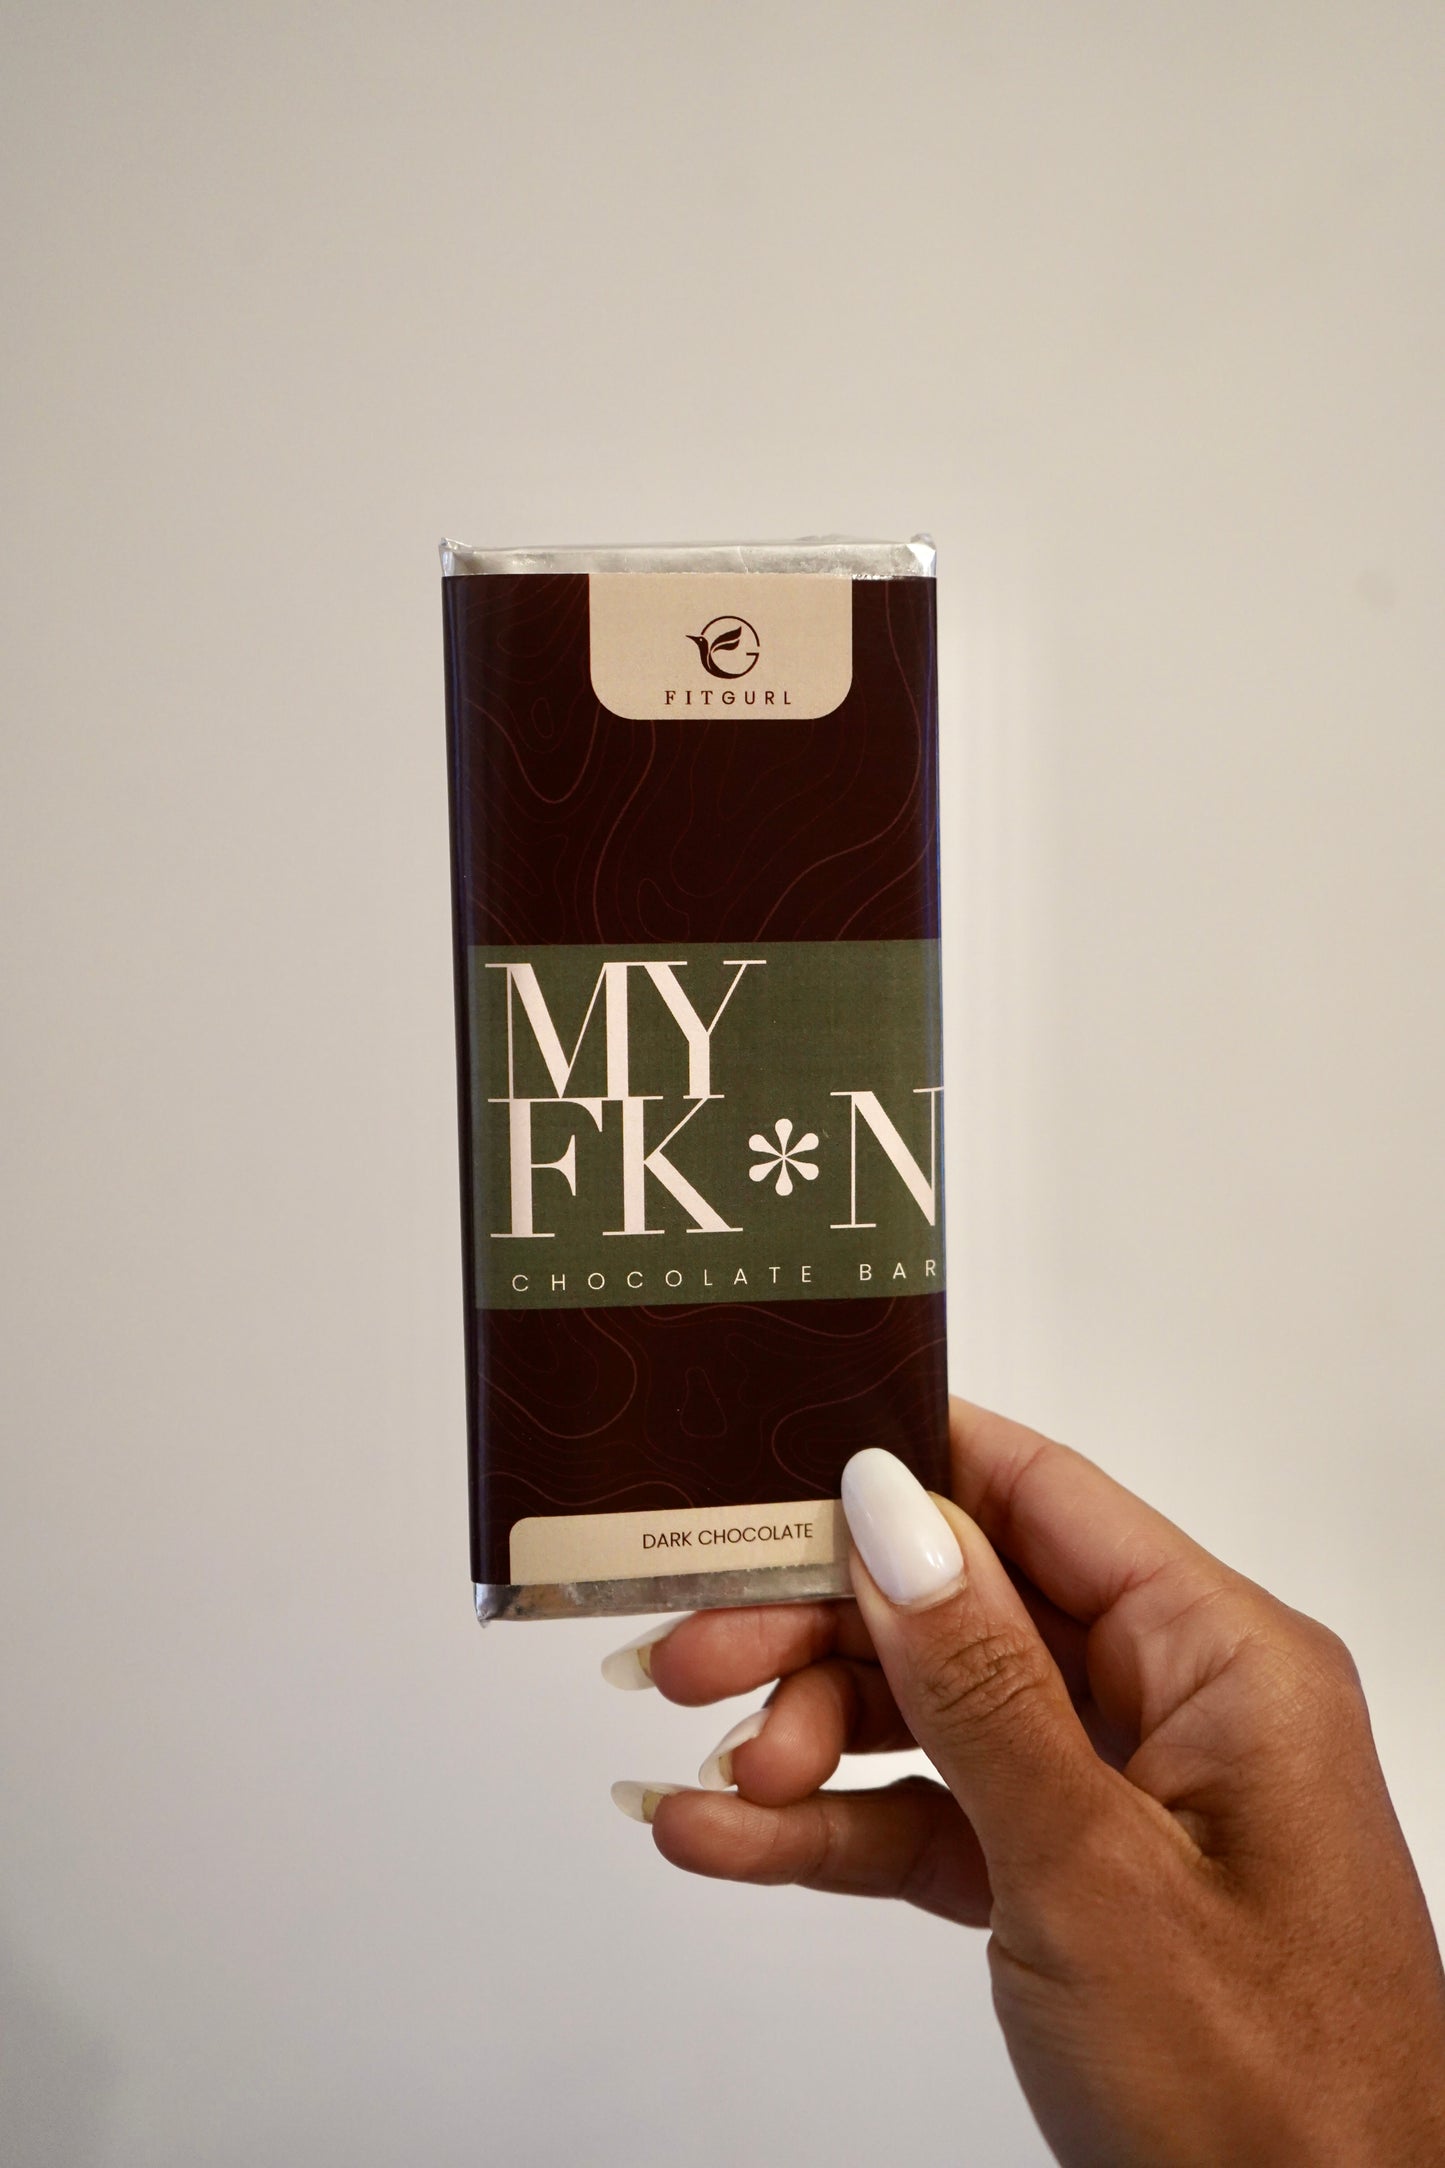 FITGURL
MY
FK*N
CHOCOLATE BAR
DARK CHOCOLATE